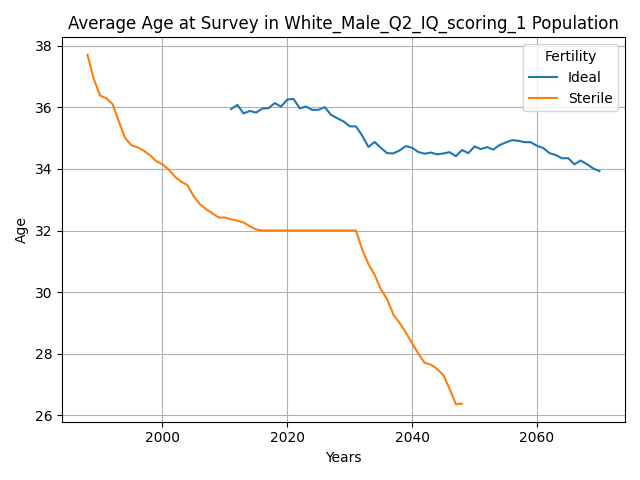 Average Age at Survey in White_Male_Q2_IQ_scoring_1 Population
Fertility
Ideal
Sterile
38
36
34
32
30
28
26
Age
2000
2020
2040
2060
Years